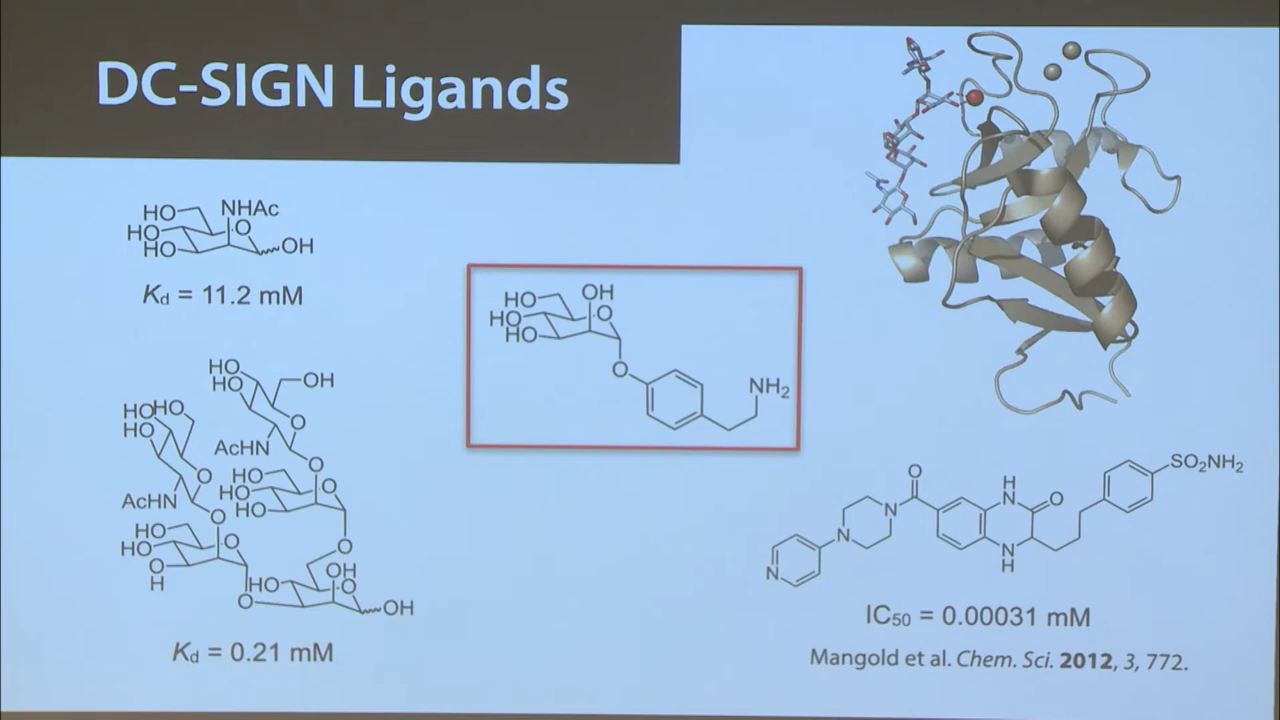 DC-SIGN Ligands
HO NHAc
HO O
HO OH
Kd = 11.2 mM
HO
HO OH
O
HOHO
HO
AcHN
O
HO
O O
HO
AcHN HO
O
HO
O
HO
O
O
H
OH
HO O
O OH
Kd = 0.21 mM
HO OH
HO O
HO
O
NH2
SO2NH2
O
H
N
N O
N
N
H
N
IC50 = 0.00031 mM
Mangold et al. Chem. Sci. 2012, 3, 772.